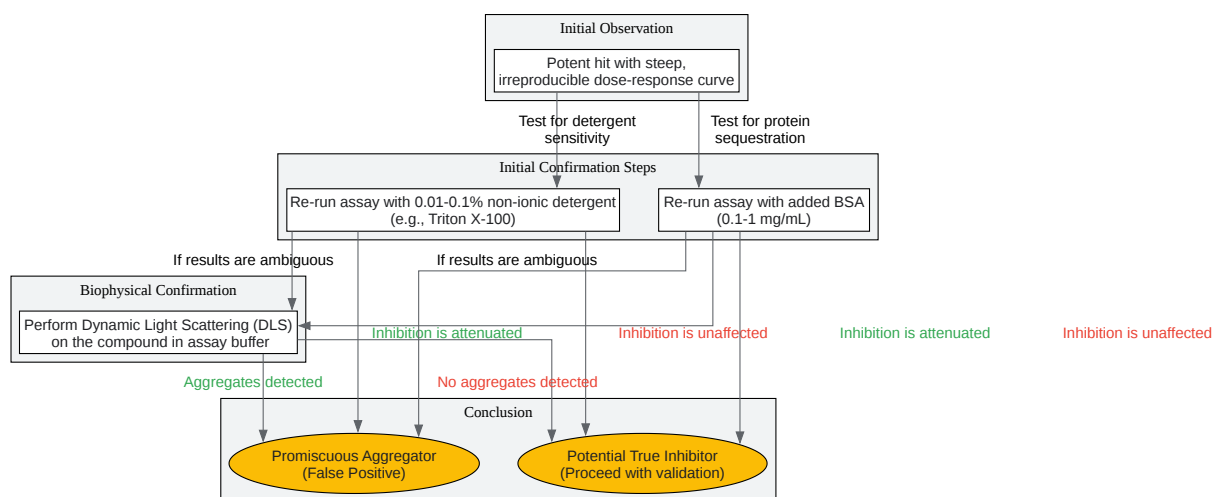 Initial Observation
Potent hit with steep,
irreproducible dose-response curve
Test for detergent
sensitivity
Test for protein
sequestration
Initial Confirmation Steps
Re-run assay with 0.01-0.1% non-ionic detergent
(e.g., Triton X-100)
Re-run assay with added BSA
(0.1-1 mg/mL)
If results are ambiguous
If results are ambiguous
Biophysical Confirmation
Perform Dynamic Light Scattering (DLS)
on the compound in assay buffer
Inhibition is attenuated
Inhibition is unaffected
Inhibition is attenuated
Inhibition is unaffected
Aggregates detected
No aggregates detected
Conclusion
Promiscuous Aggregator
(False Positive)
Potential True Inhibitor
(Proceed with validation)